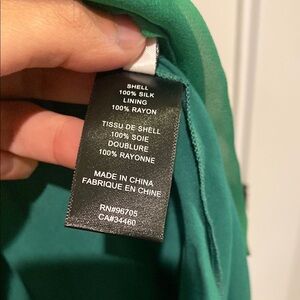 SHELL
100% SILK
LINING
100% RAYON
TISSU DE SHELL
100% SOIE
DOUBLURE
100% RAYONNE
MADE IN CHINA
FABRIQUE EN CHINE
RN#96705
CA#34460